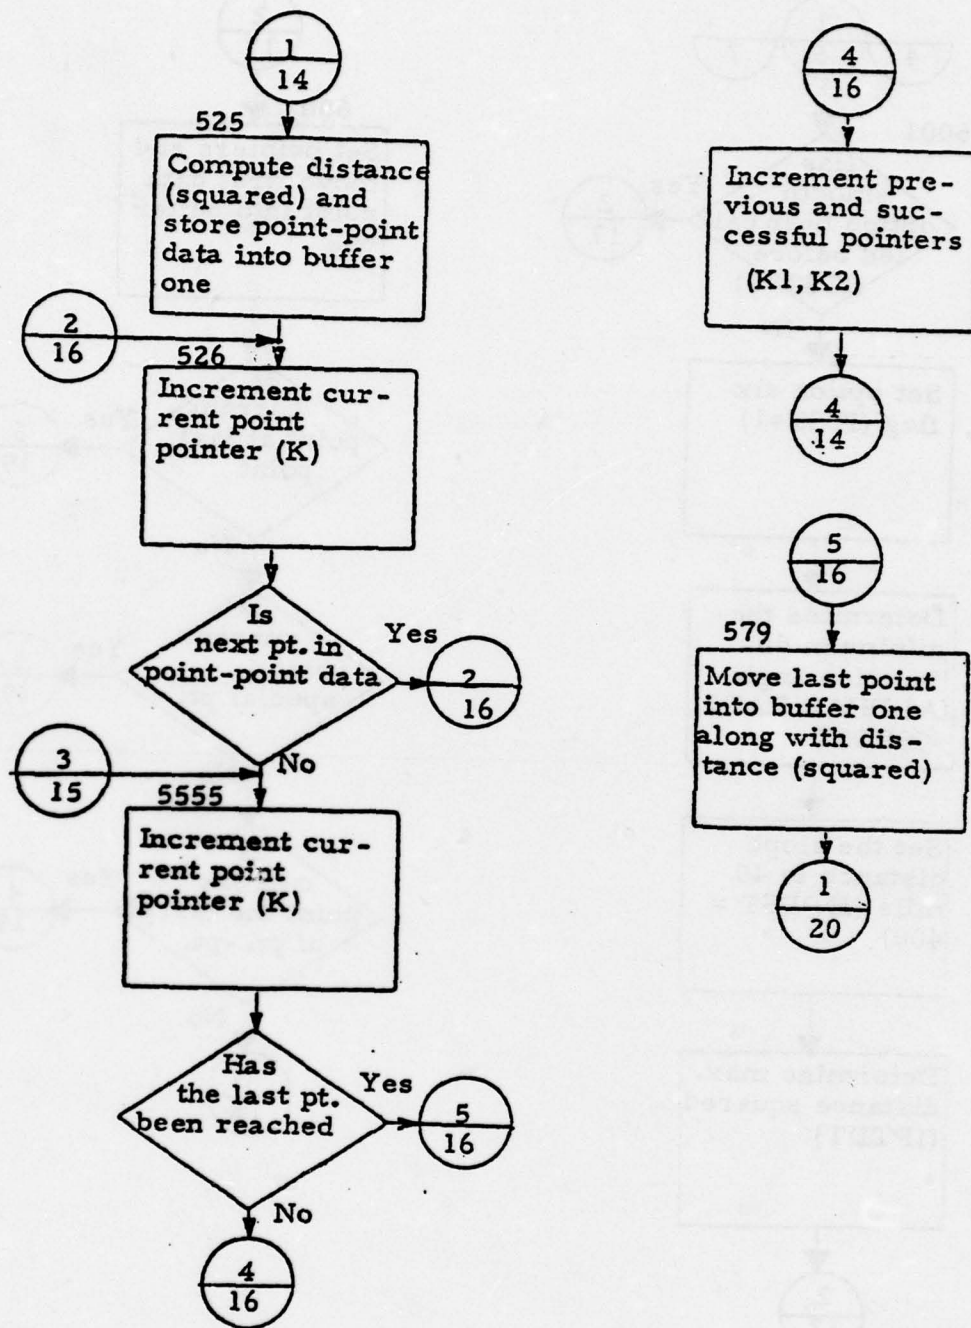 1
14
525
Compute distance
(squared) and
store point-point
data into buffer
one
2
16
526
Increment cur-
rent point
pointer (K)
Is
next pt. in
point-point data
Yes
2
16
No
3
15
5555
Increment cur-
rent point
pointer (K)
Has
the last pt.
been reached
Yes
5
16
No
4
16
4
16
Increment pre-
vious and suc-
cessful pointers
(K1, K2)
4
14
5
16
579
Move last point
into buffer one
along with dis-
tance (squared)
1
20